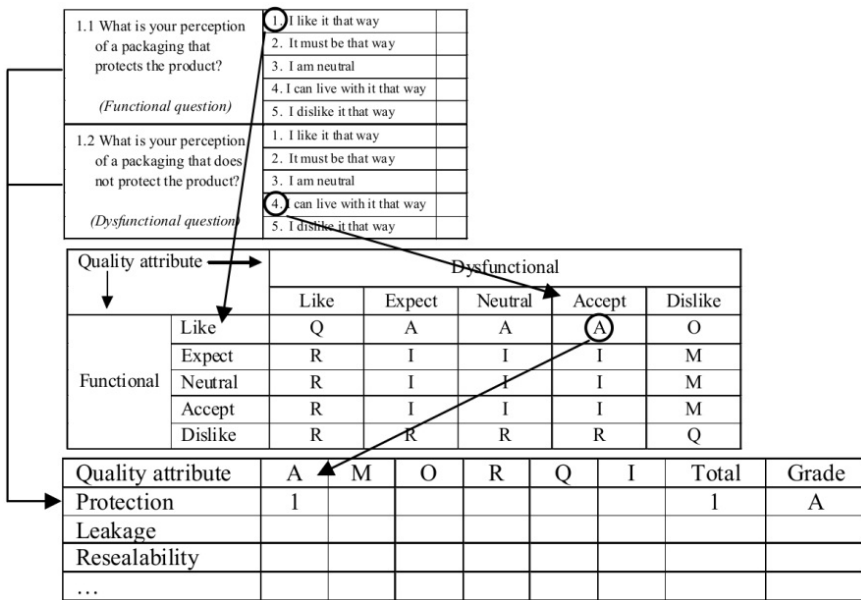 1.1 What is your perception
of a packaging that
protects the product?
(Functional question)
1. I like it that way
2. It must be that way
3. I am neutral
4. I can live with it that way
5. I dislike it that way
1.2 What is your perception
of a packaging that does
not protect the product?
(Dysfunctional question)
1. I like it that way
2. It must be that way
3. I am neutral
4. I can live with it that way
5. I dislike it that way
Quality attribute Dysfunctional
Like Expect Neutral Accept Dislike
Functional
Like Q A A A O
Expect R I I I M
Neutral R I I I M
Accept R I I I M
Dislike R R R R Q
Quality attribute A M O R Q I Total Grade
Protection 1 1 A
Leakage
Resealability
…